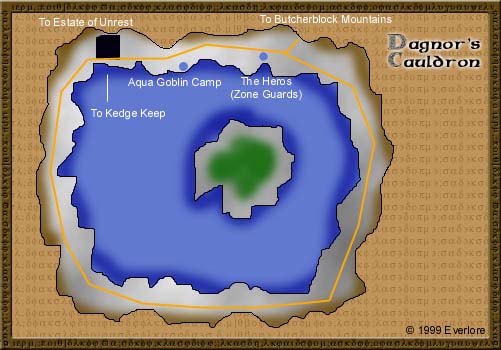 To Estate of Unrest
To Butcherblock Mountains
Dagnor's
Cauldron
Aqua Goblin Camp
The Heros
(Zone Guards)
To Kedge Keep
© 1999 Everlore